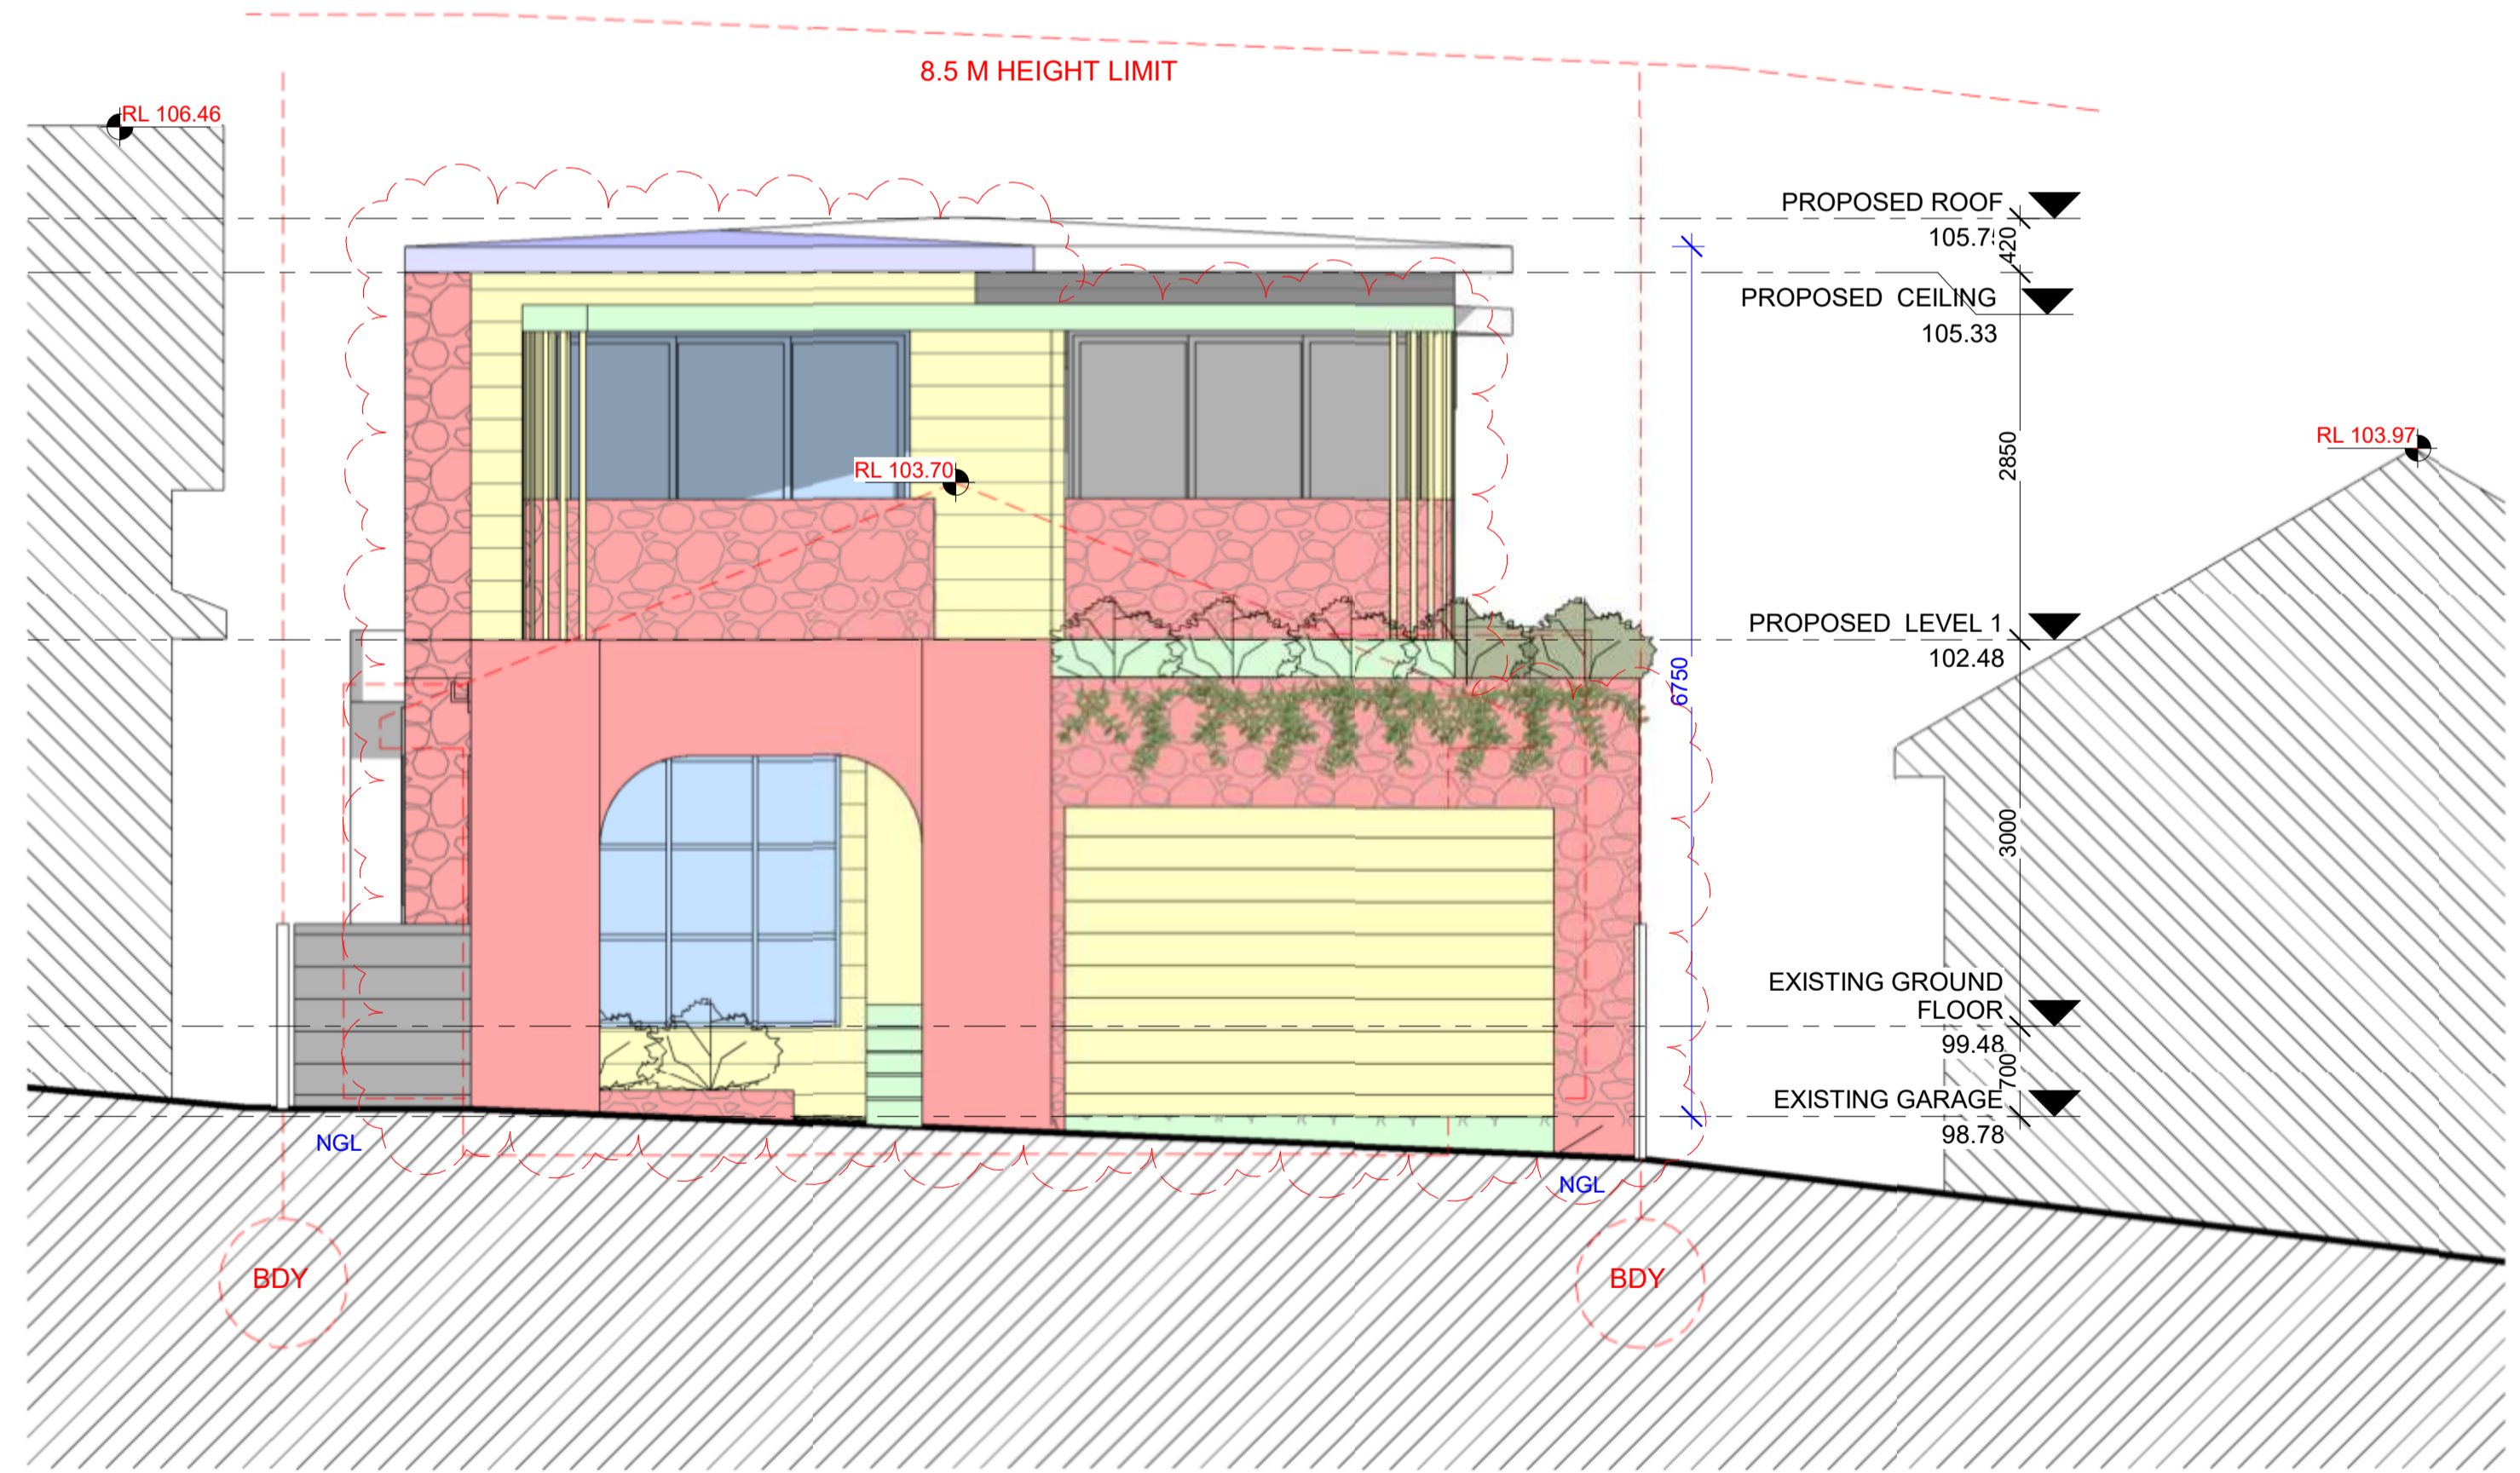 8.5 M HEIGHT LIMIT
RL 106.46
PROPOSED ROOF
420
PROPOSED CEILING
105.33
RL 103.70
RL 103.97
2850
PROPOSED LEVEL 1
102.48
6750
3000
EXISTING GROUND
FLOOR
99.48
700
EXISTING GARAGE
98.78
NGL
NGL
BDY
BDY